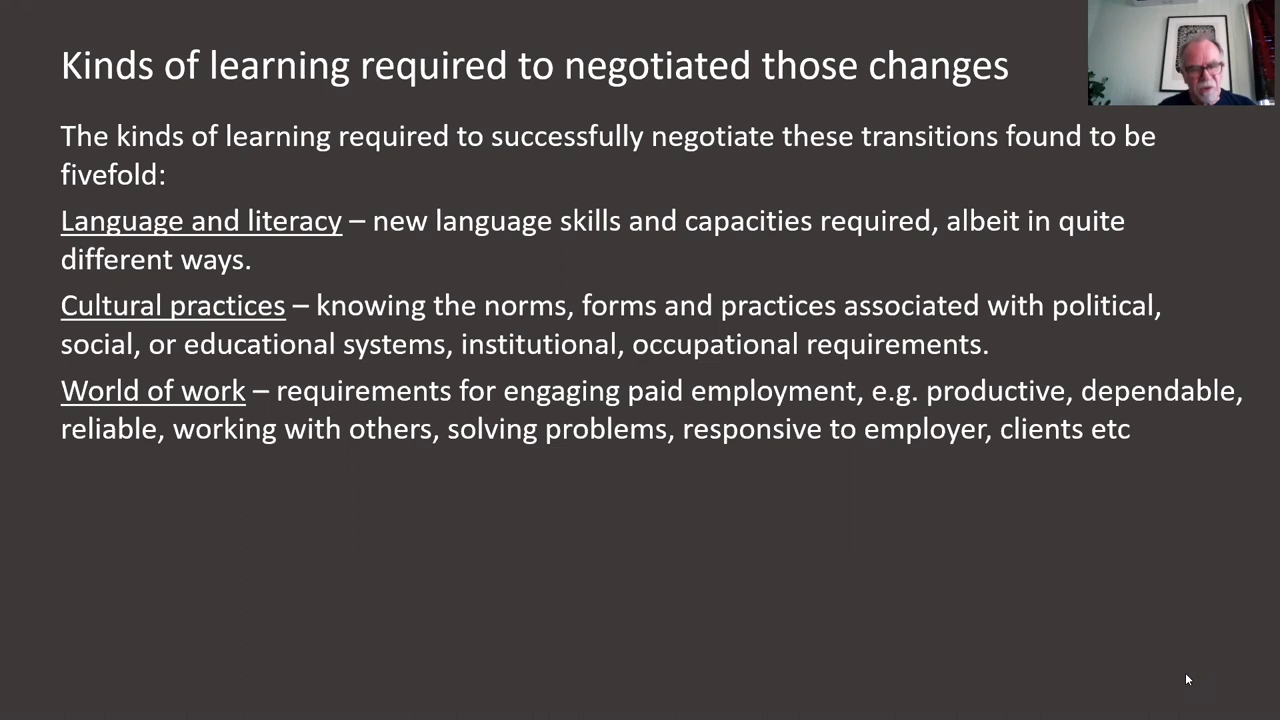 Kinds of learning required to negotiated those changes
The kinds of learning required to successfully negotiate these transitions found to be
fivefold:
Language and literacy – new language skills and capacities required, albeit in quite
different ways.
Cultural practices – knowing the norms, forms and practices associated with political,
social, or educational systems, institutional, occupational requirements.
World of work – requirements for engaging paid employment, e.g. productive, dependable,
reliable, working with others, solving problems, responsive to employer, clients etc